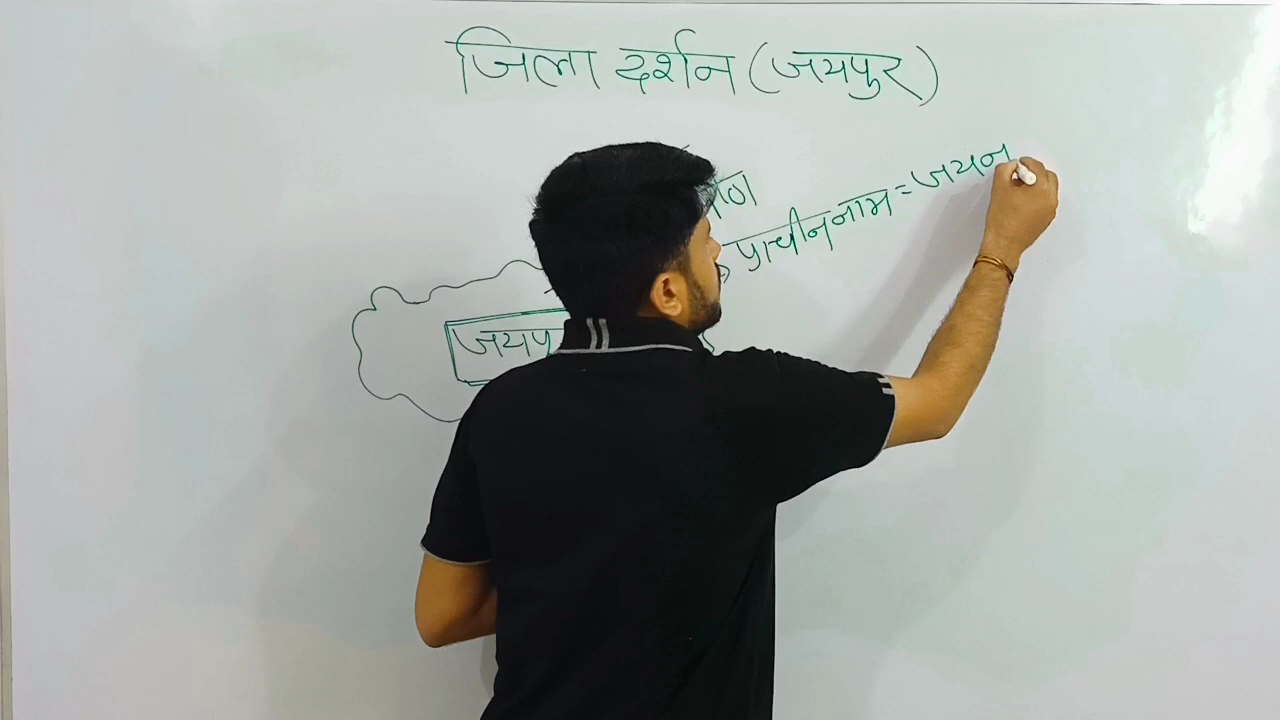 जिला दर्शन (जयपुर)
प्राचीन नाम = जयन
जयपु